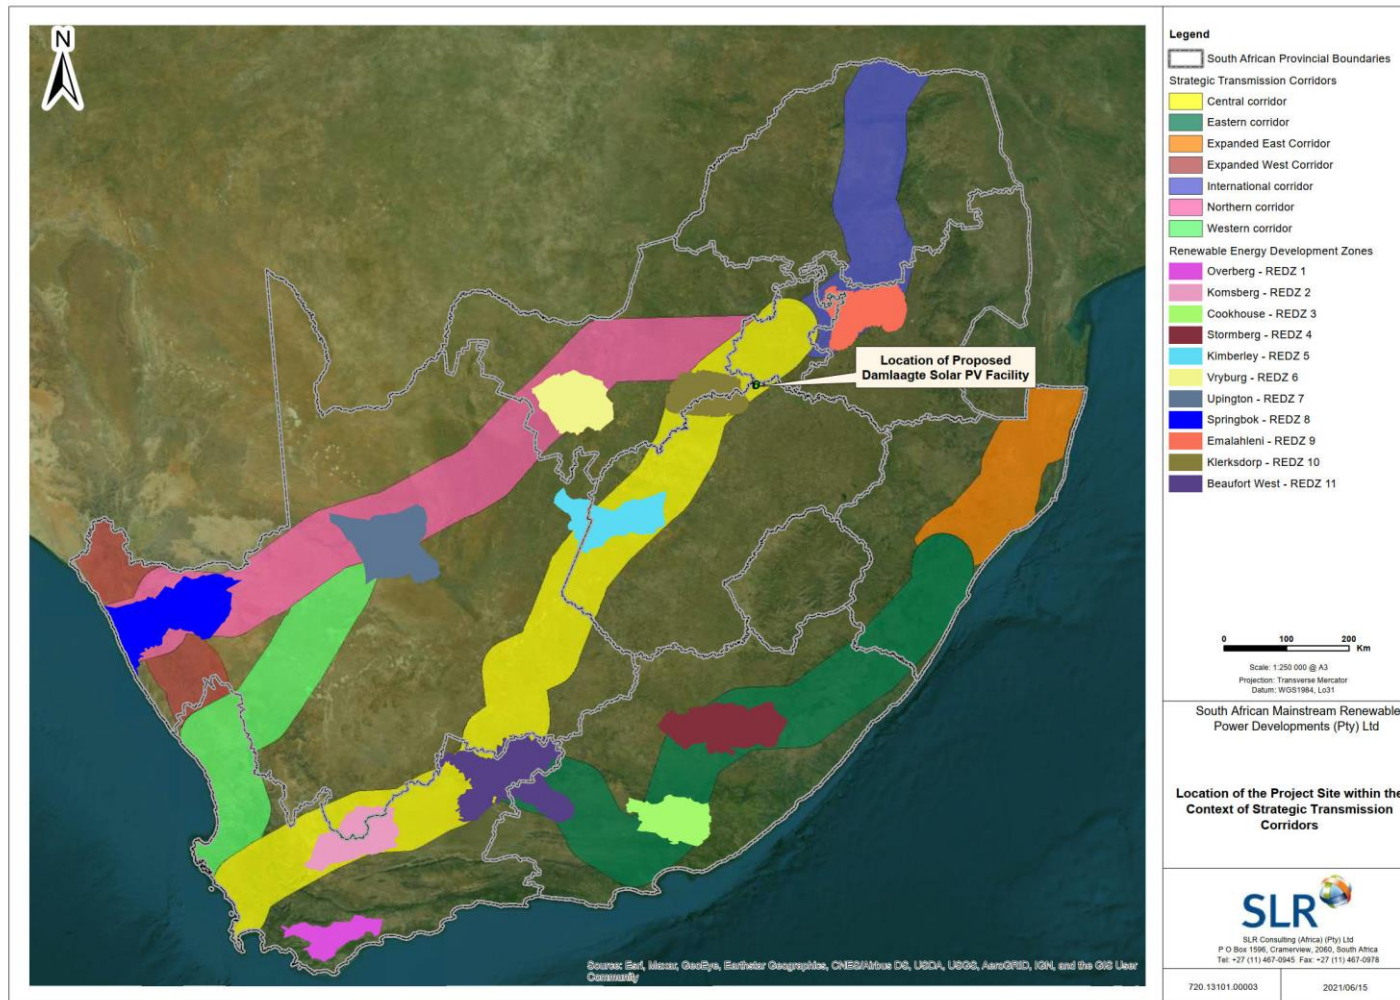 N
Location of Proposed
Damlaagte Solar PV Facility
Source: Esri, Maxar, GeoEye, Earthstar Geographics, CNES/Airbus DS, USDA, USGS, AeroGRID, IGN, and the GIS User
Community
Legend
South African Provincial Boundaries
Strategic Transmission Corridors
Central corridor
Eastern corridor
Expanded East Corridor
Expanded West Corridor
International corridor
Northern corridor
Western corridor
Renewable Energy Development Zones
Overberg - REDZ 1
Komsberg - REDZ 2
Cookhouse - REDZ 3
Stormberg - REDZ 4
Kimberley - REDZ 5
Vryburg - REDZ 6
Upington - REDZ 7
Springbok - REDZ 8
Emalahleni - REDZ 9
Klerksdorp - REDZ 10
Beaufort West - REDZ 11
0 100 200
Km
Scale: 1:250 000 @ A3
Projection: Transverse Mercator
Datum: WGS1984, Lo31
South African Mainstream Renewable
Power Developments (Pty) Ltd
Location of the Project Site within the
Context of Strategic Transmission
Corridors
SLR
SLR Consulting (Africa) (Pty) Ltd
P O Box 1596, Cramerview, 2060, South Africa
Tel: +27 (11) 467-0945 Fax: +27 (11) 467-0978
720.13101.00003
2021/06/15